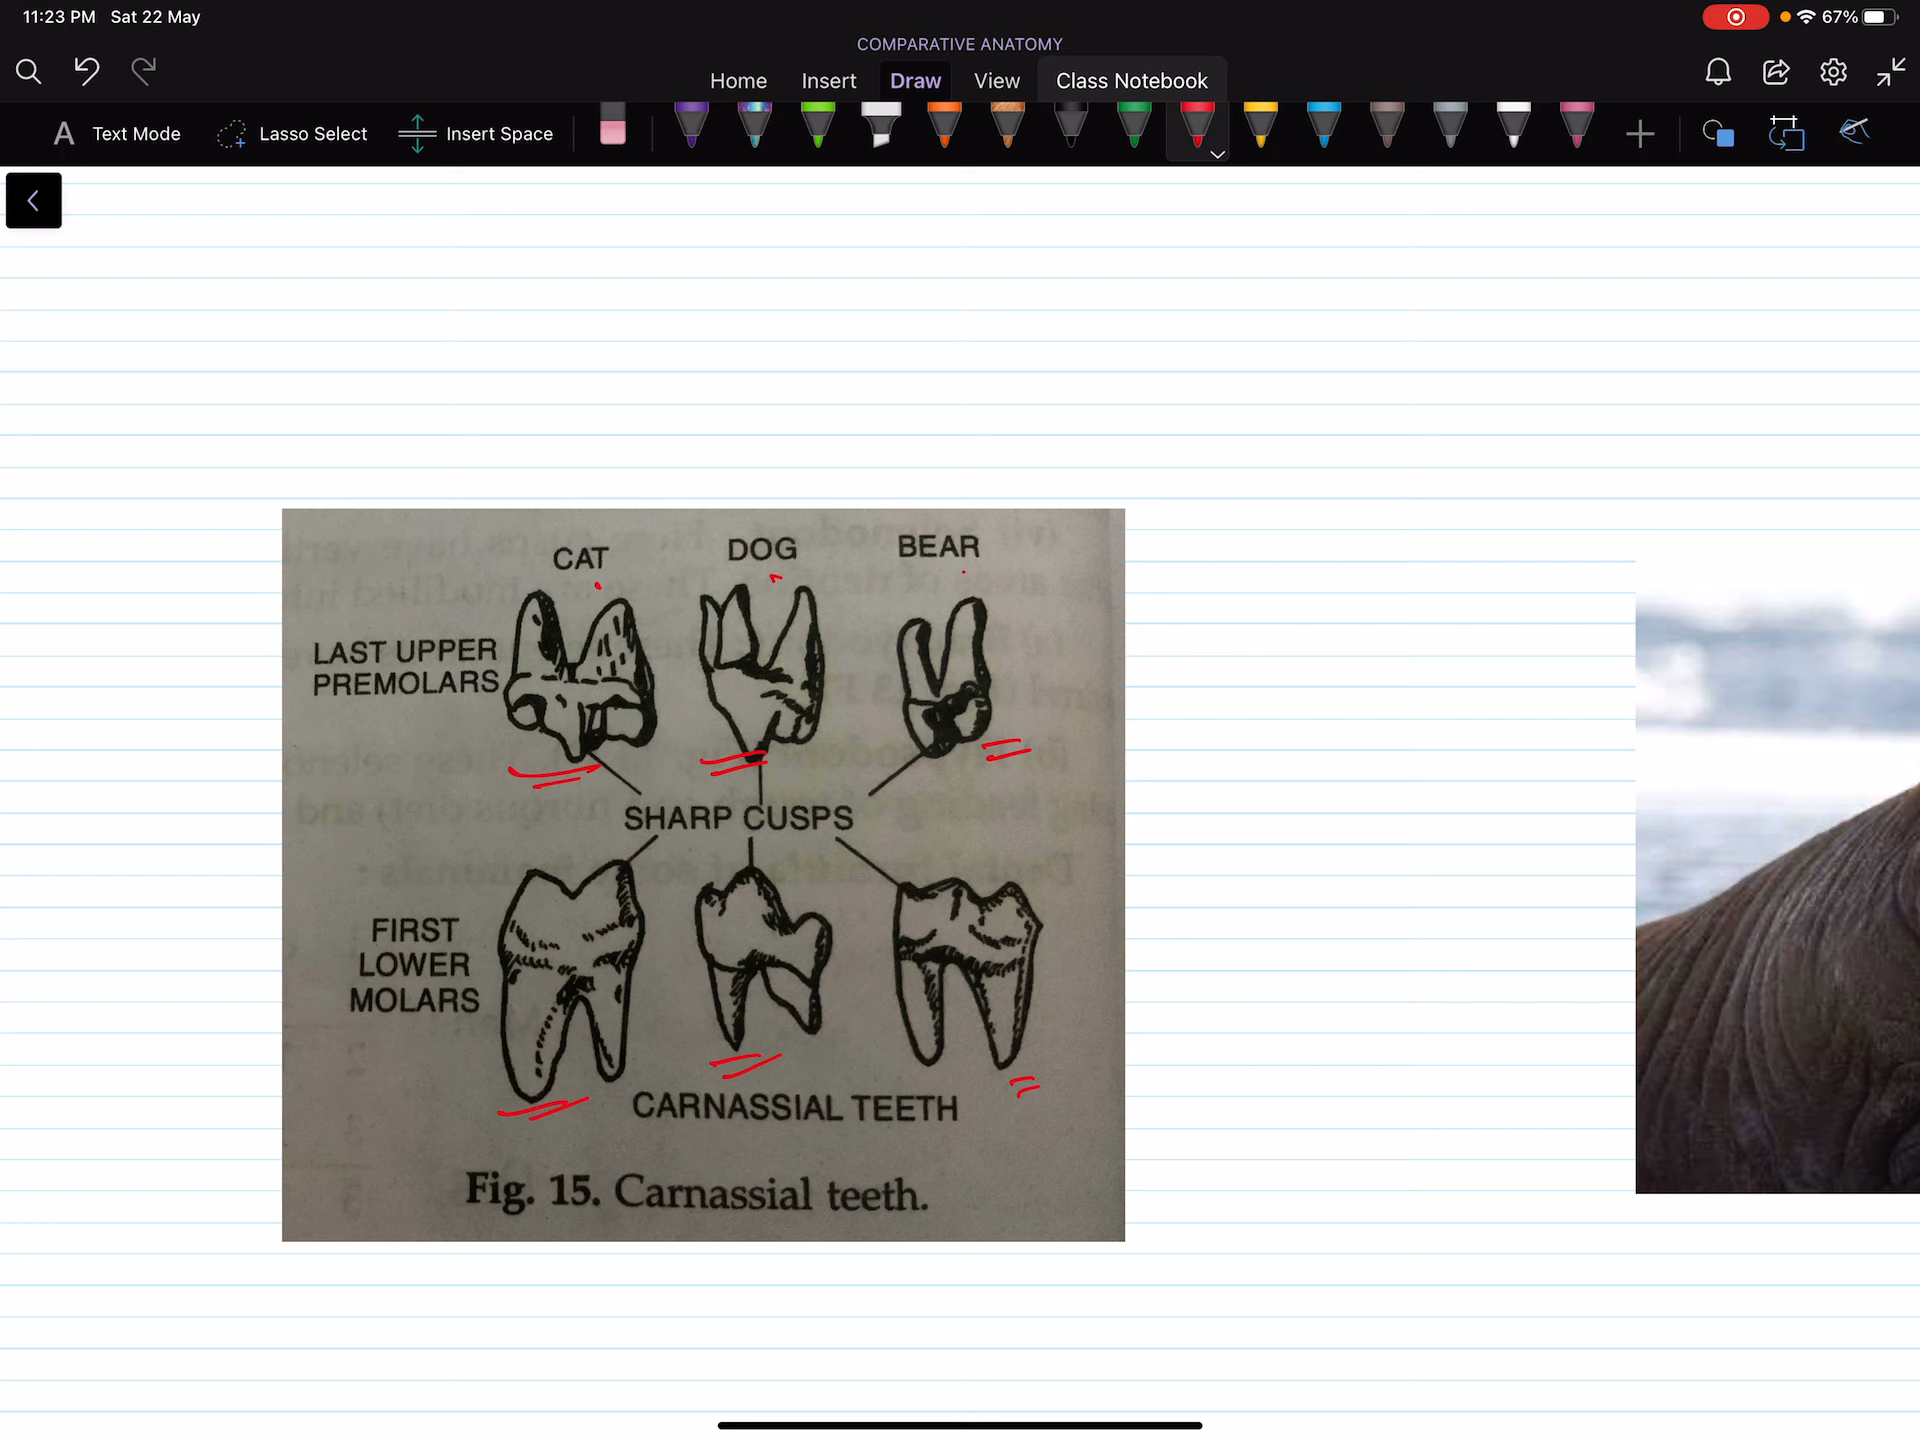 11:23 PM Sat 22 May
67%
COMPARATIVE ANATOMY
Home Insert Draw View Class Notebook
A Text Mode Lasso Select Insert Space
CAT DOG BEAR
LAST UPPER
PREMOLARS
SHARP CUSPS
FIRST
LOWER
MOLARS
CARNASSIAL TEETH
Fig. 15. Carnassial teeth.